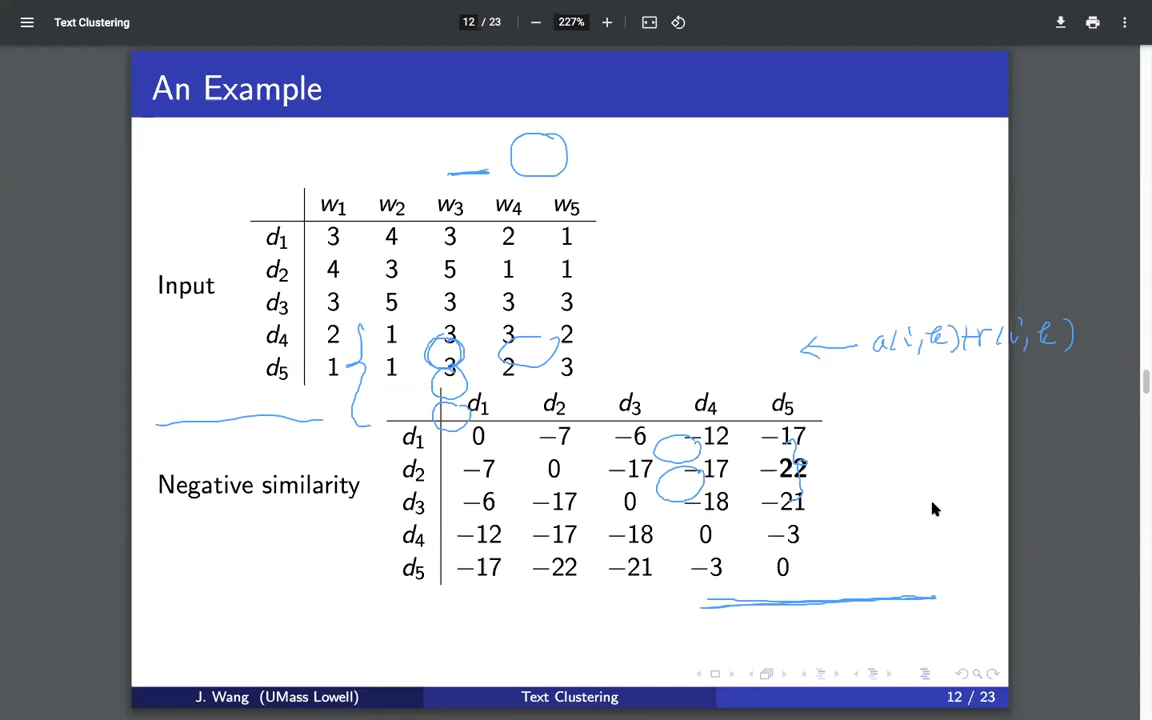 Text Clustering
12 / 23
227%
An Example
w1 w2 w3 w4 w5
d1 3 4 3 2 1
d2 4 3 5 1 1
Input
d3 3 5 3 3 3
d4 2 1 3 3 2
d5 1 1 3 2 3
a(i,k)+r(i,k)
d1 d2 d3 d4 d5
d1 0 −7 −6 −12 −17
d2 −7 0 −17 −17 −22
Negative similarity
d3 −6 −17 0 −18 −21
d4 −12 −17 −18 0 −3
d5 −17 −22 −21 −3 0
J. Wang (UMass Lowell) Text Clustering 12 / 23